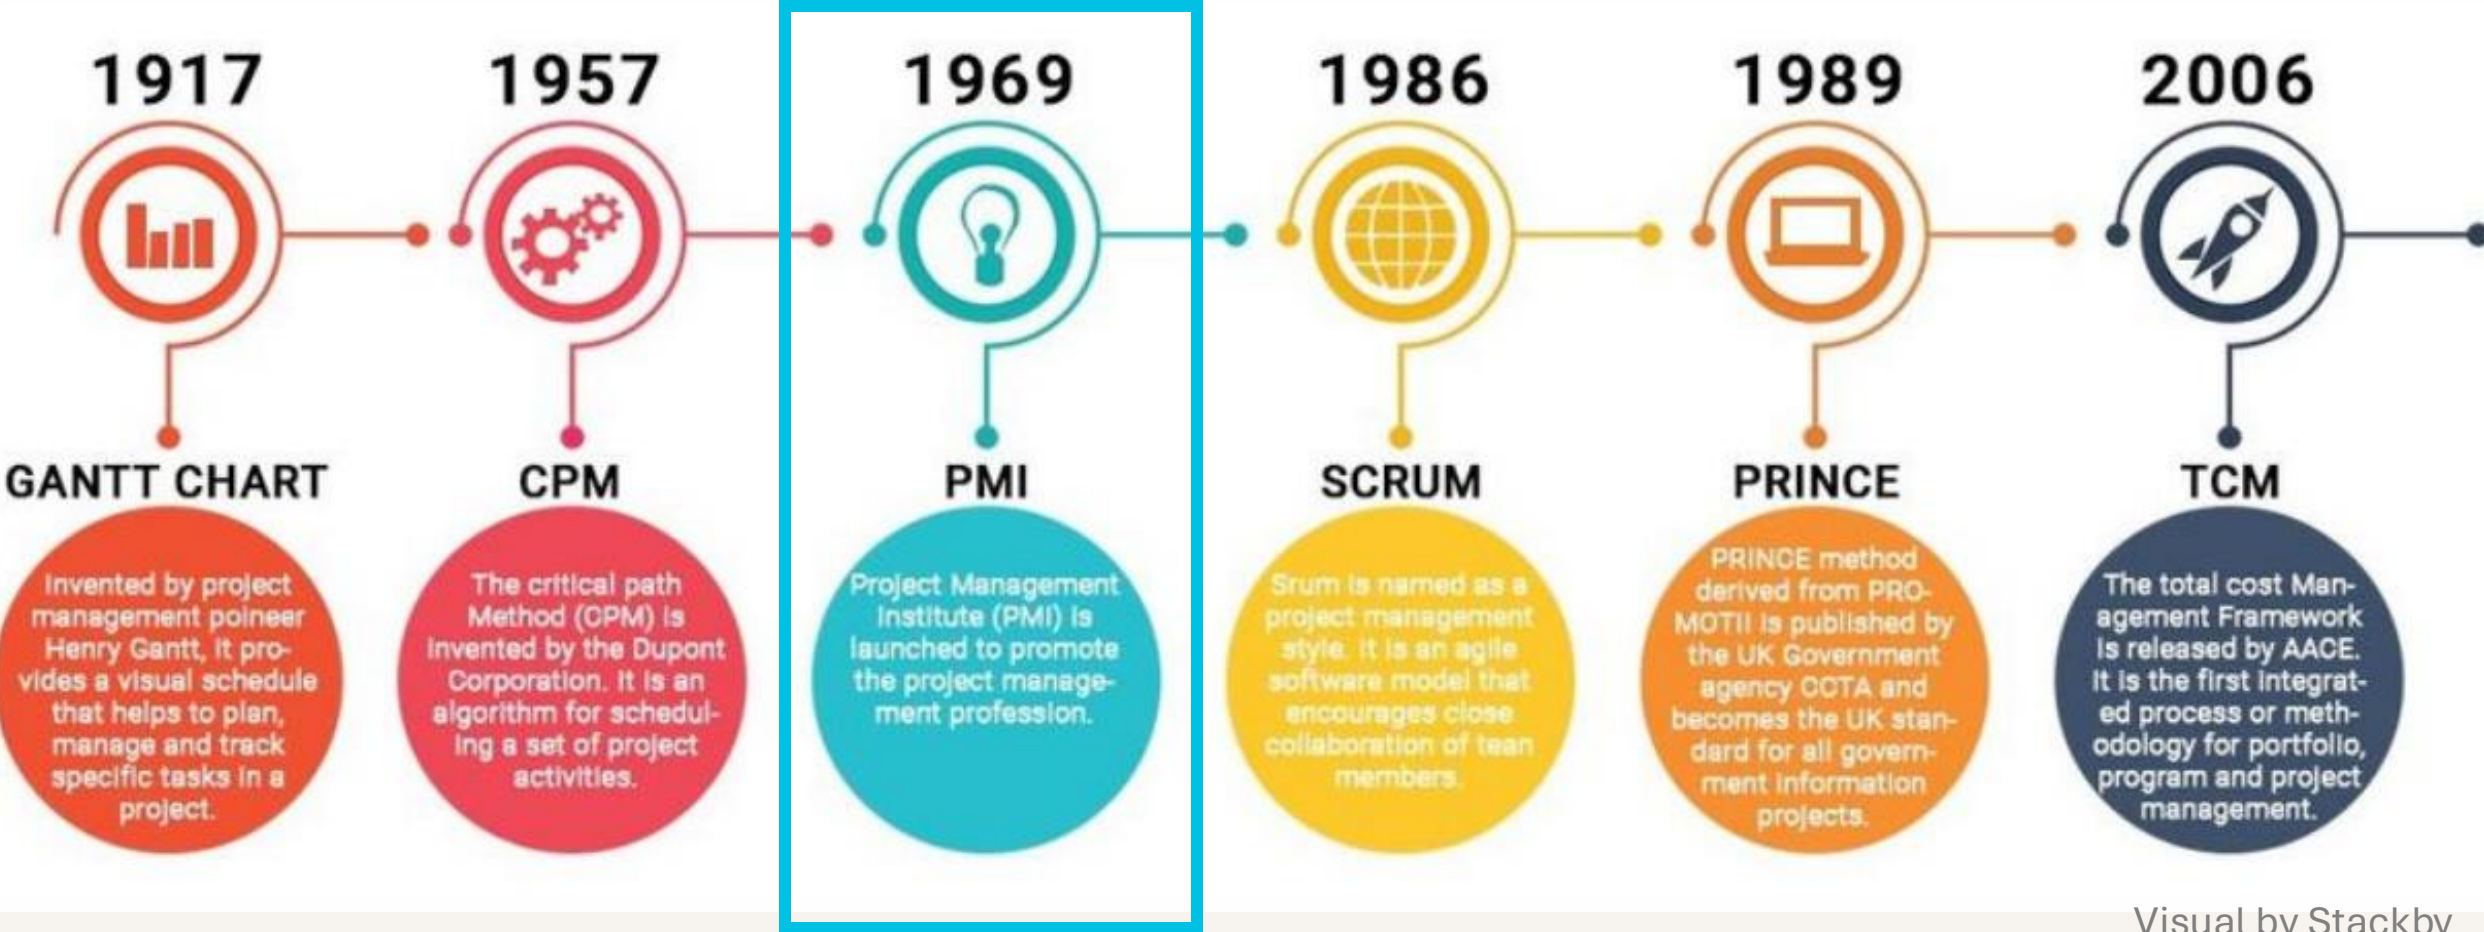 1917
GANTT CHART
Invented by project
management poineer
Henry Gantt, it pro-
vides a visual schedule
that helps to plan,
manage and track
specific tasks in a
project.
1957
CPM
The critical path
Method (CPM) is
invented by the Dupont
Corporation. It is an
algorithm for schedul-
ing a set of project
activities.
1969
PMI
Project Management
Institute (PMI) is
launched to promote
the project manage-
ment profession.
1986
SCRUM
Srum is named as a
project management
style. It is an agile
software model that
encourages close
collaboration of tean
members.
1989
PRINCE
PRINCE method
derived from PRO-
MOTII is published by
the UK Government
agency CCTA and
becomes the UK stan-
dard for all govern-
ment information
projects.
2006
TCM
The total cost Man-
agement Framework
is released by AACE.
It is the first integrat-
ed process or meth-
odology for portfolio,
program and project
management.
Visual by Stackby